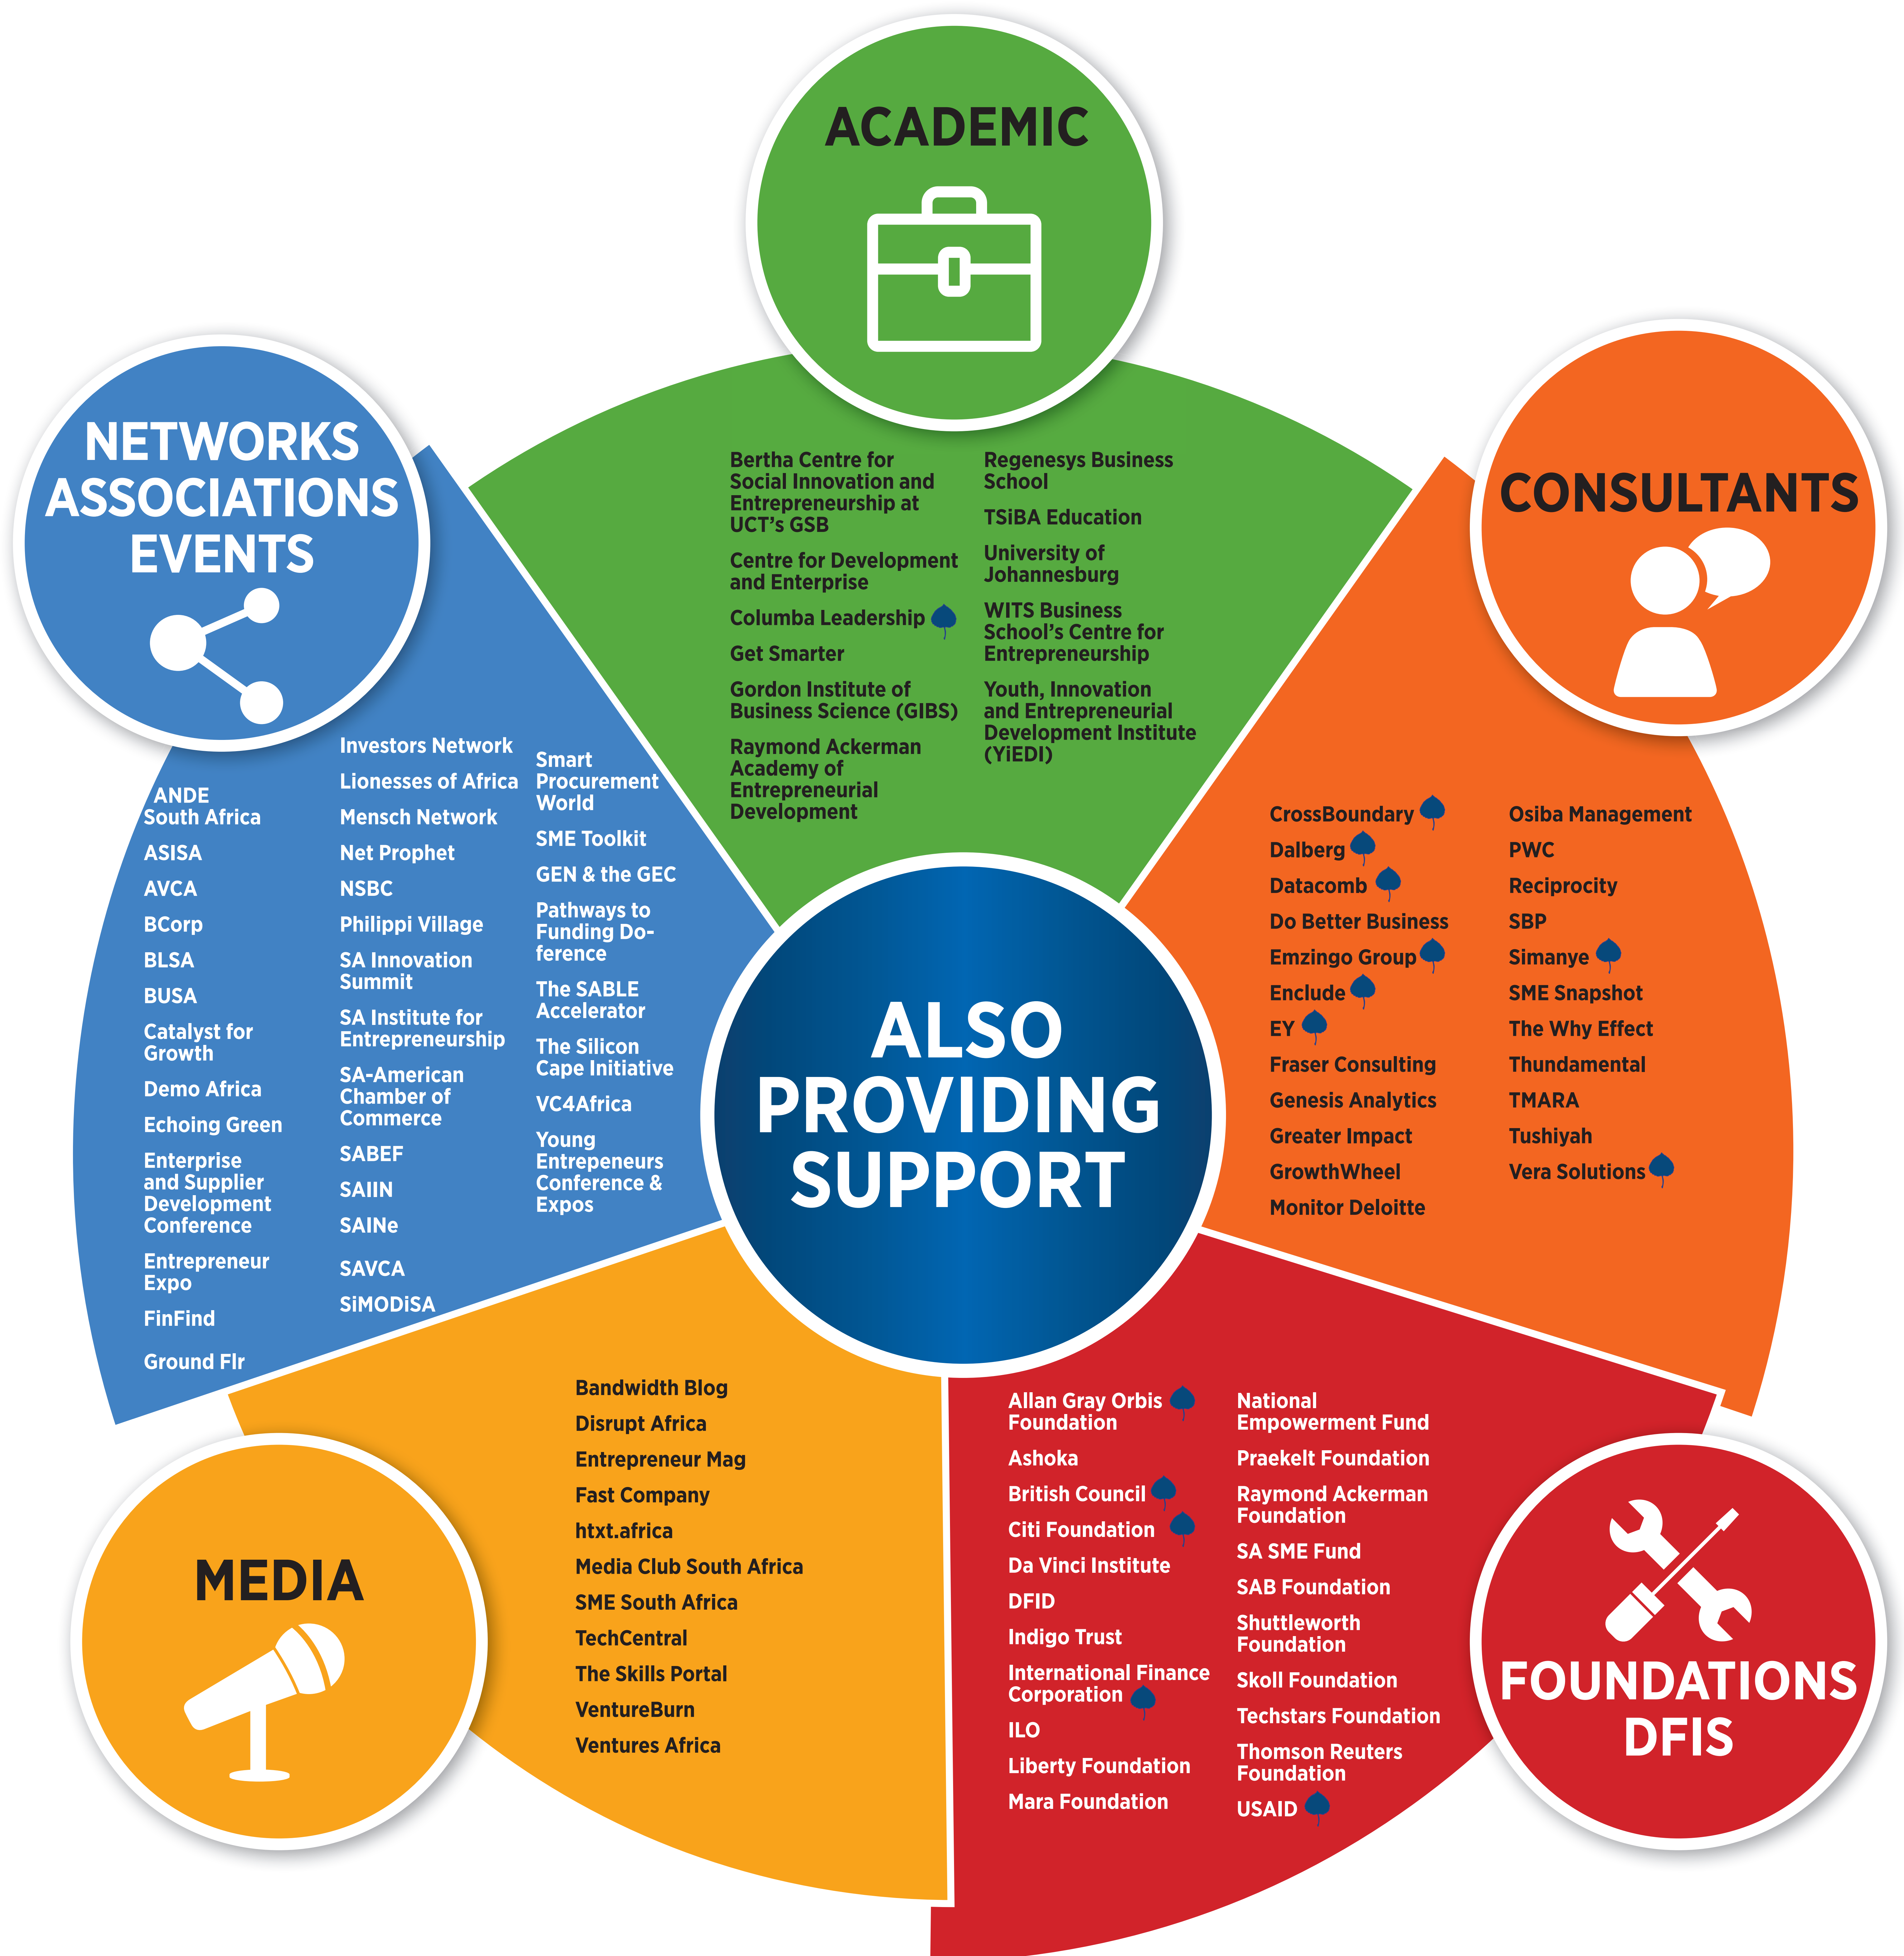 ACADEMIC
Bertha Centre for
Social Innovation and
Entrepreneurship at
UCT's GSB
Centre for Development
and Enterprise
Columba Leadership
Get Smarter
Gordon Institute of
Business Science (GIBS)
Raymond Ackerman
Academy of
Entrepreneurial
Development
Regenesys Business
School
TSiBA Education
University of
Johannesburg
WITS Business
School's Centre for
Entrepreneurship
Youth, Innovation
and Entrepreneurial
Development Institute
(YiEDI)
CONSULTANTS
CrossBoundary
Dalberg
Datacomb
Do Better Business
Emzingo Group
Enclude
EY
Fraser Consulting
Genesis Analytics
Greater Impact
GrowthWheel
Monitor Deloitte
Osiba Management
PWC
Reciprocity
SBP
Simanye
SME Snapshot
The Why Effect
Thundamental
TMARA
Tushiyah
Vera Solutions
NETWORKS
ASSOCIATIONS
EVENTS
ANDE
South Africa
ASISA
AVCA
BCorp
BLSA
BUSA
Catalyst for
Growth
Demo Africa
Echoing Green
Enterprise
and Supplier
Development
Conference
Entrepreneur
Expo
FinFind
Ground Flr
Investors Network
Lionesses of Africa
Mensch Network
Net Prophet
NSBC
Philippi Village
SA Innovation
Summit
SA Institute for
Entrepreneurship
SA-American
Chamber of
Commerce
SABEF
SAIIN
SAINe
SAVCA
SiMODiSA
Smart
Procurement
World
SME Toolkit
GEN & the GEC
Pathways to
Funding Do-
ference
The SABLE
Accelerator
The Silicon
Cape Initiative
VC4Africa
Young
Entrepeneurs
Conference &
Expos
ALSO
PROVIDING
SUPPORT
MEDIA
Bandwidth Blog
Disrupt Africa
Entrepreneur Mag
Fast Company
htxt.africa
Media Club South Africa
SME South Africa
TechCentral
The Skills Portal
VentureBurn
Ventures Africa
Allan Gray Orbis
Foundation
Ashoka
British Council
Citi Foundation
Da Vinci Institute
DFID
Indigo Trust
International Finance
Corporation
ILO
Liberty Foundation
Mara Foundation
National
Empowerment Fund
Praekelt Foundation
Raymond Ackerman
Foundation
SA SME Fund
SAB Foundation
Shuttleworth
Foundation
Skoll Foundation
Techstars Foundation
Thomson Reuters
Foundation
USAID
FOUNDATIONS
DFIS